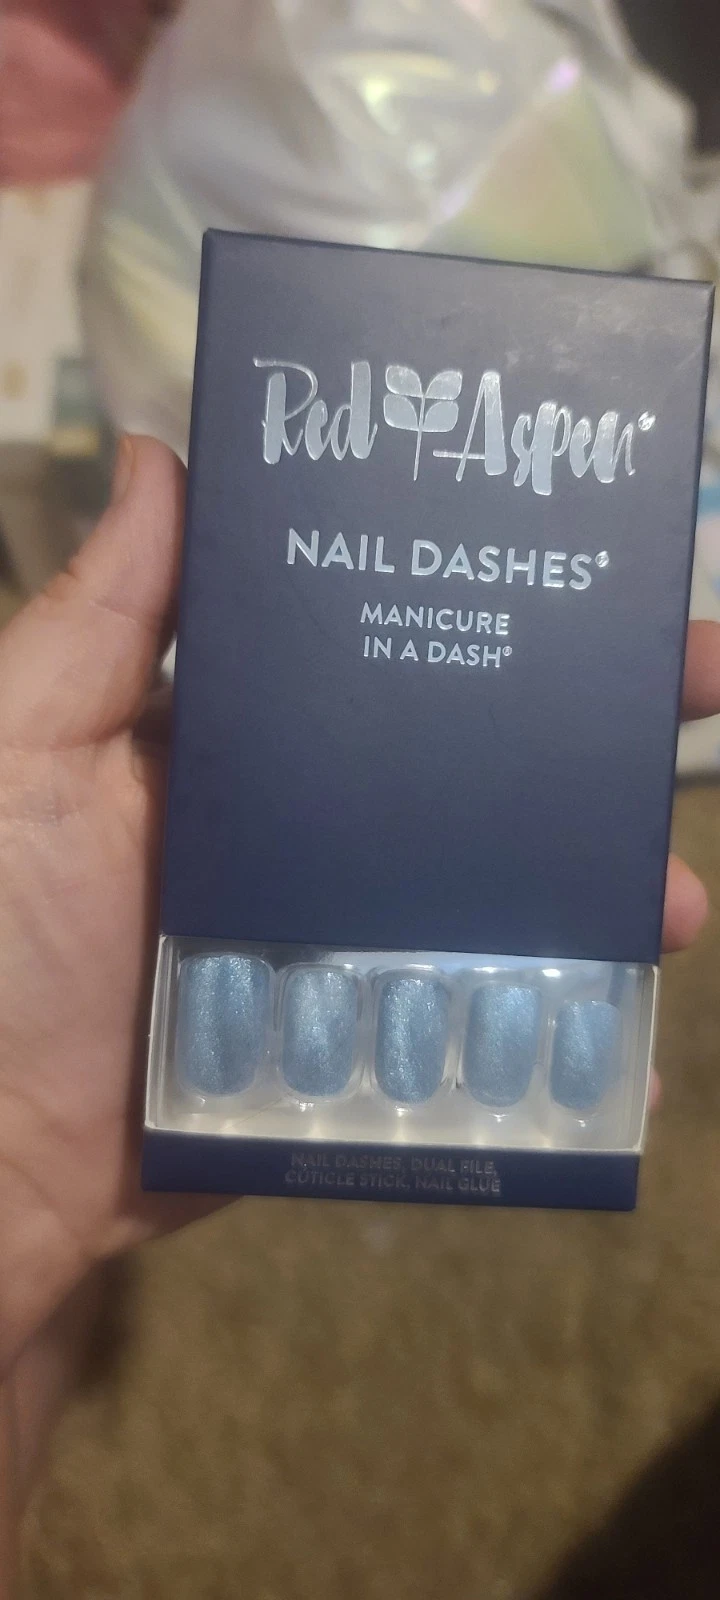 Red Aspen®
NAIL DASHES®
MANICURE
IN A DASH®
NAIL DASHES, DUAL FILE,
CUTICLE STICK, NAIL GLUE